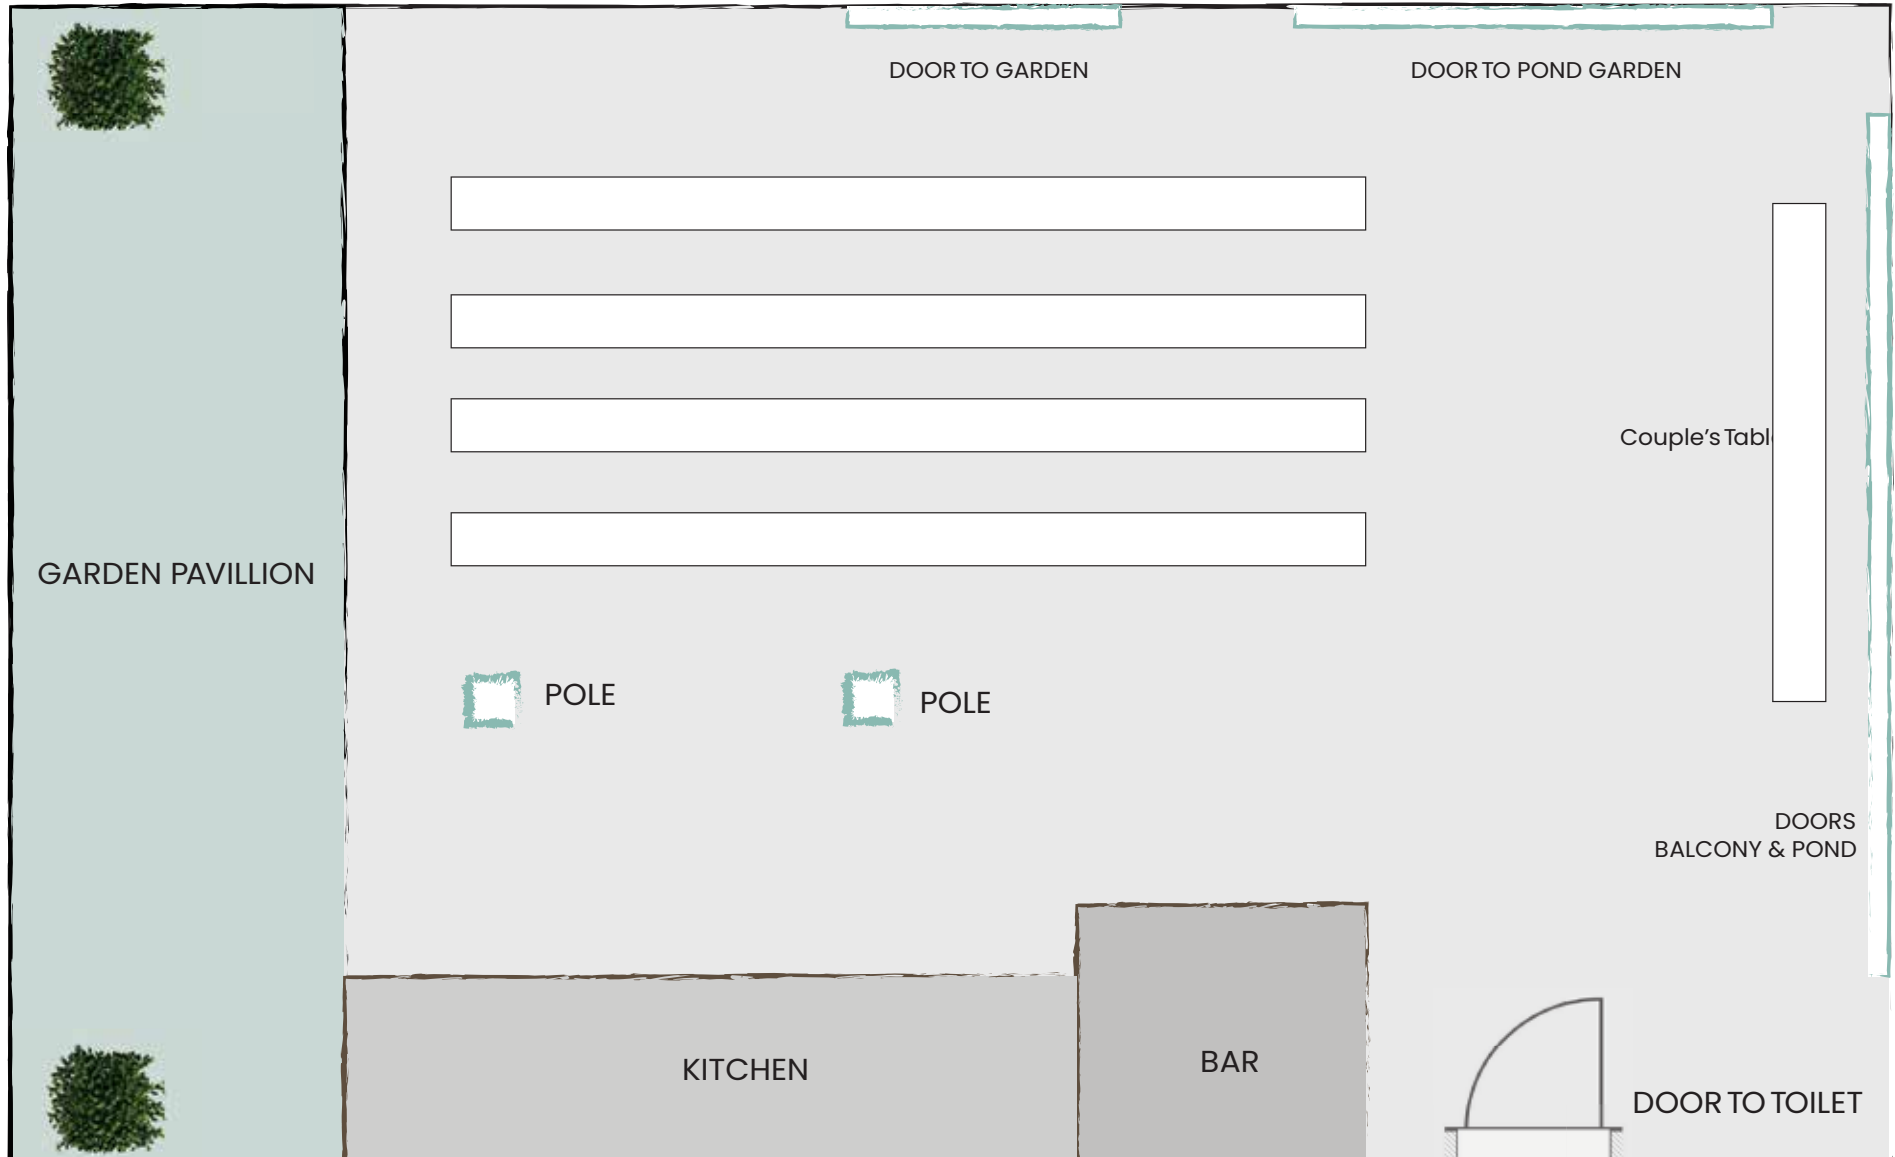 DOOR TO GARDEN
DOOR TO POND GARDEN
Couple's Tabl
GARDEN PAVILLION
POLE
POLE
DOORS
BALCONY & POND
KITCHEN
BAR
DOOR TO TOILET